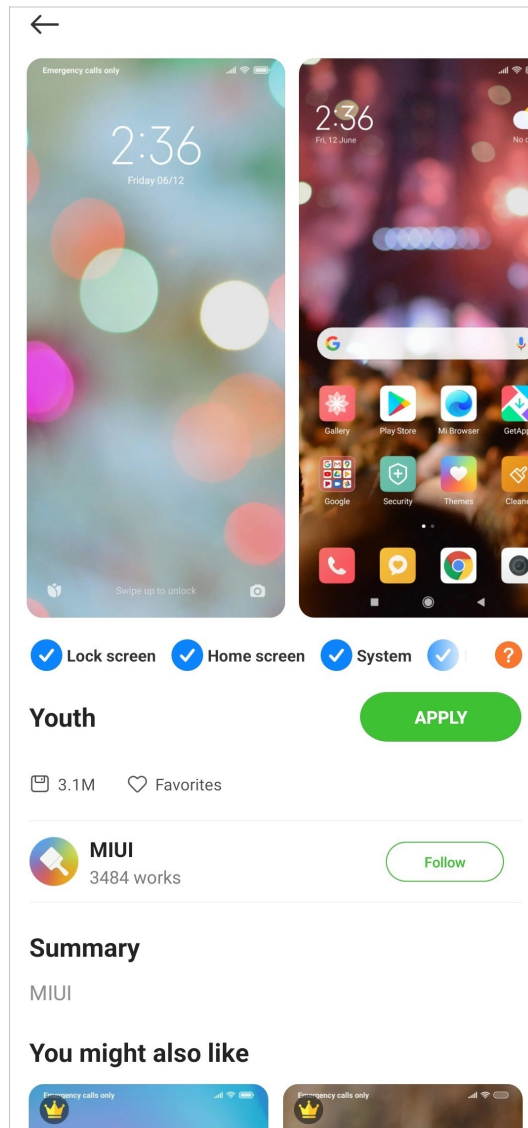 Emergency calls only
2:36
Friday 06/12
Swipe up to unlock
2:36
Fri, 12 June
Gallery
Play Store
Mi Browser
GetApp
Google
Security
Themes
Cleane
Lock screen
Home screen
System
?
Youth
APPLY
3.1M
Favorites
MIUI
3484 works
Follow
Summary
MIUI
You might also like
Emergency calls only
Emergency calls only